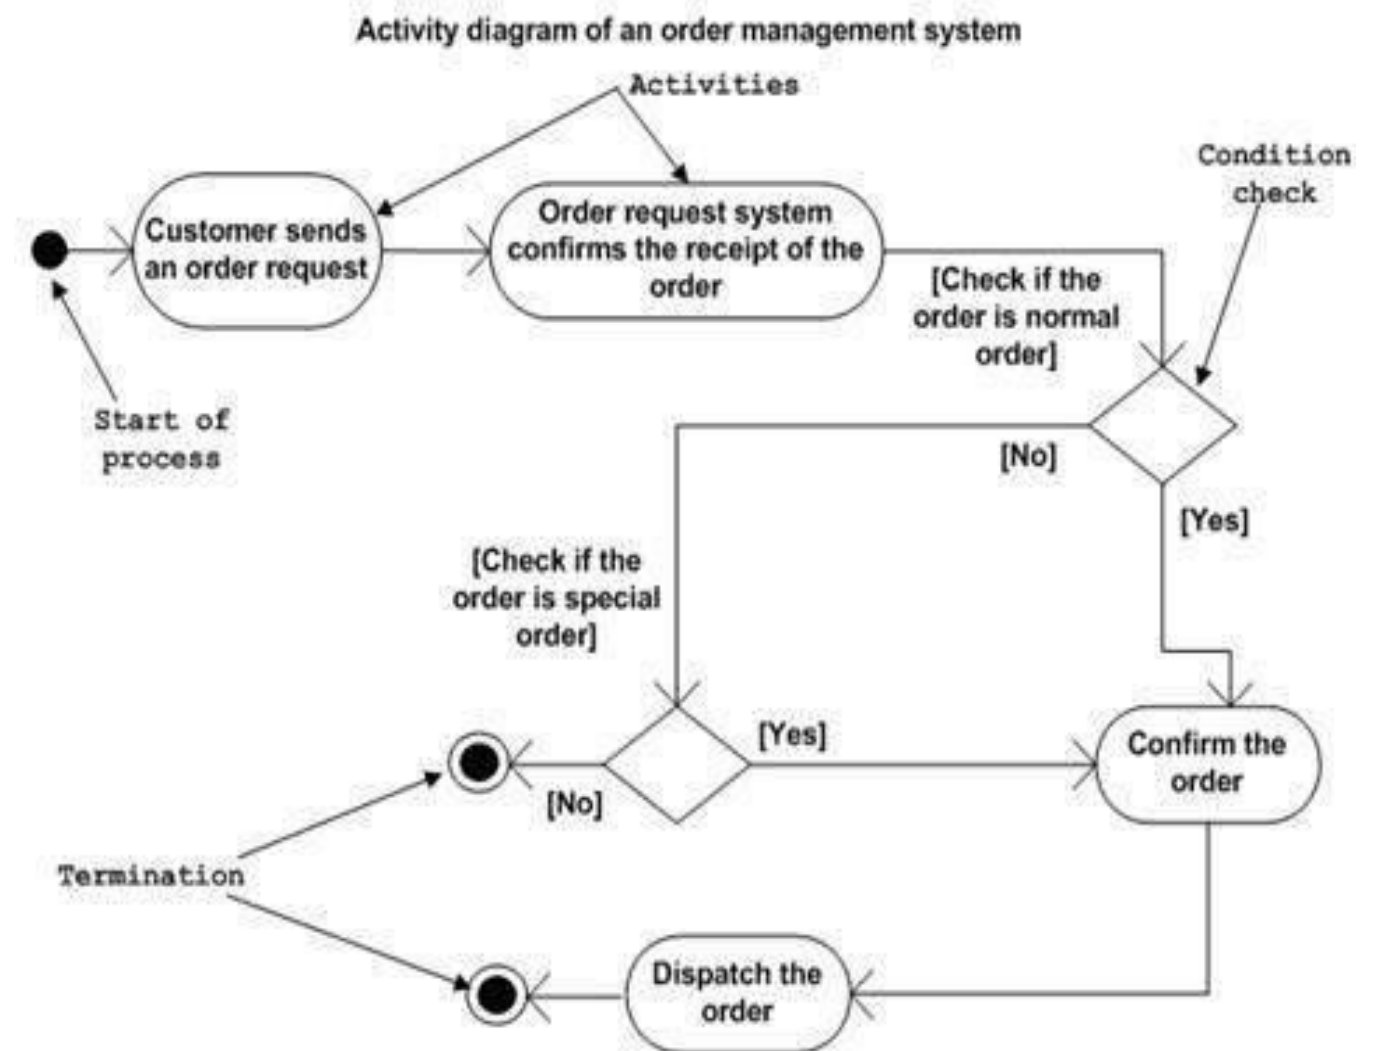 Activity diagram of an order management system
Activities
Condition
check
Customer sends
an order request
Order request system
confirms the receipt of the
order
[Check if the
order is normal
order]
Start of
process
[No]
[Yes]
[Check if the
order is special
order]
[Yes]
[No]
Confirm the
order
Termination
Dispatch the
order